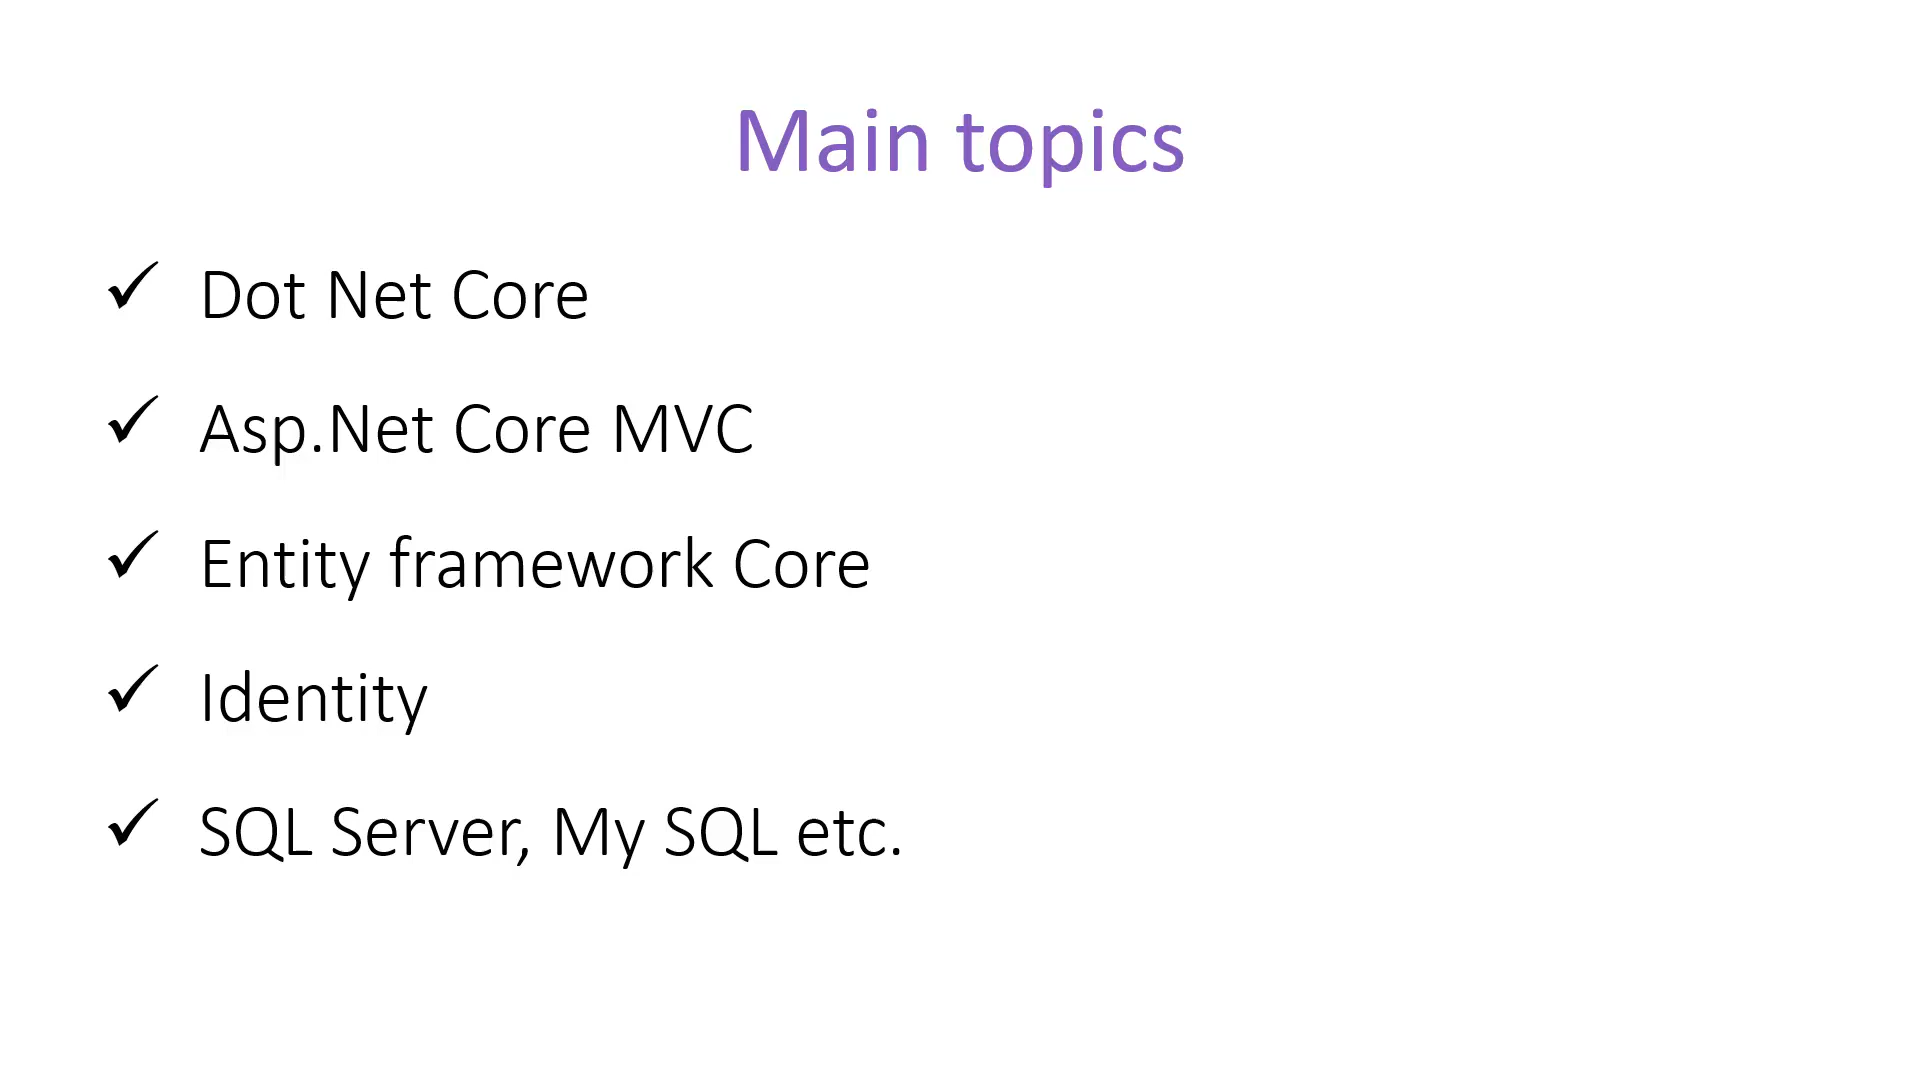 Main topics
Dot Net Core
Asp.Net Core MVC
Entity framework Core
Identity
SQL Server, My SQL etc.